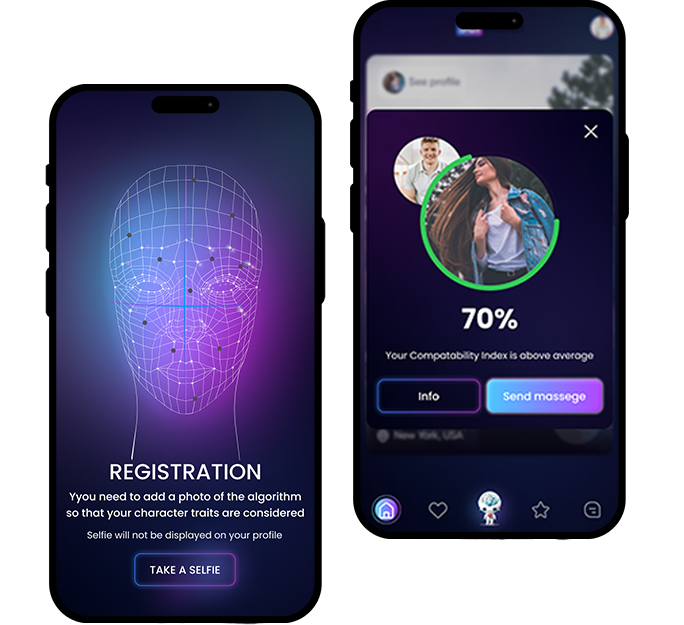 REGISTRATION
Yyou need to add a photo of the algorithm
so that your character traits are considered
Selfie will not be displayed on your profile
TAKE A SELFIE
See profile
70%
Your Compatability Index is above average
Info
Send massege
New York, USA